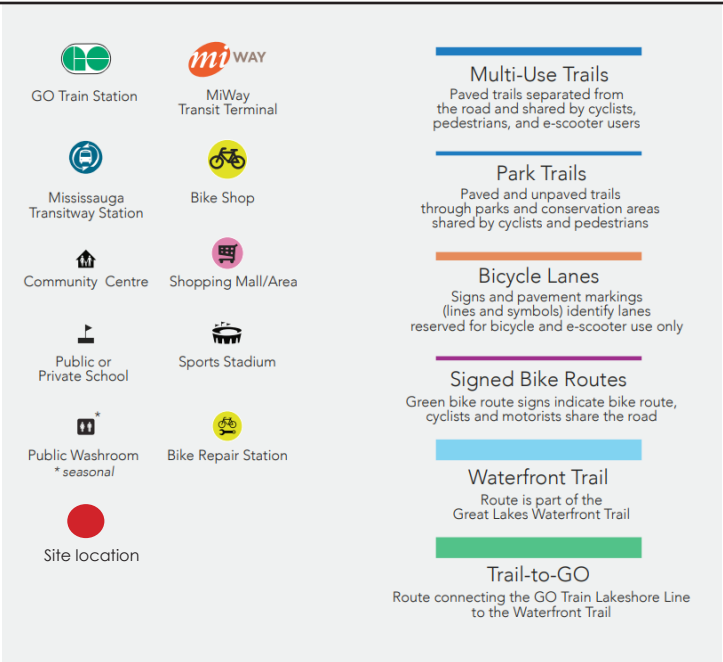 GO
GO Train Station
mi WAY
MiWay
Transit Terminal
Mississauga
Transitway Station
Bike Shop
Community Centre
Shopping Mall/Area
Public or
Private School
Sports Stadium
*
Public Washroom
* seasonal
Bike Repair Station
Site location
Multi-Use Trails
Paved trails separated from
the road and shared by cyclists,
pedestrians, and e-scooter users
Park Trails
Paved and unpaved trails
through parks and conservation areas
shared by cyclists and pedestrians
Bicycle Lanes
Signs and pavement markings
(lines and symbols) identify lanes
reserved for bicycle and e-scooter use only
Signed Bike Routes
Green bike route signs indicate bike route,
cyclists and motorists share the road
Waterfront Trail
Route is part of the
Great Lakes Waterfront Trail
Trail-to-GO
Route connecting the GO Train Lakeshore Line
to the Waterfront Trail